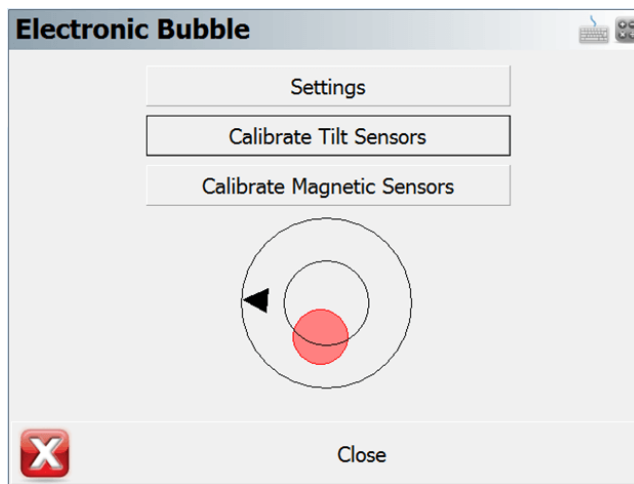 Electronic Bubble
Settings
Calibrate Tilt Sensors
Calibrate Magnetic Sensors
Close